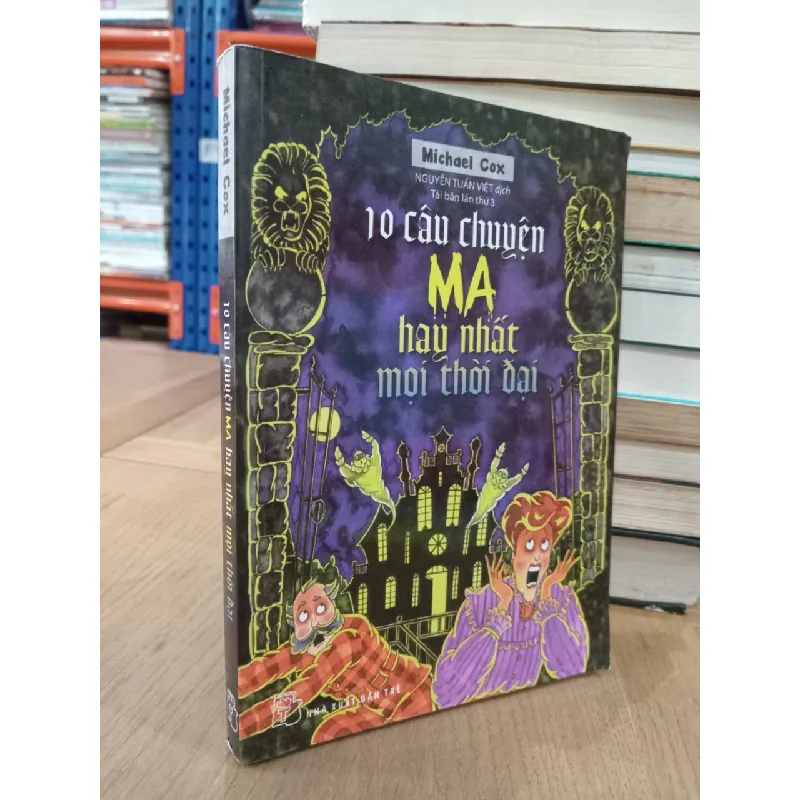 Michael Cox
NGUYỄN TUẤN VIỆT dịch
Tái bản lần thứ 3
10 câu chuyện
MA
hay nhất
mọi thời đại
NHÀ XUẤT BẢN TRẺ
Michael Cox
10 câu chuyện MA hay nhất mọi thời đại